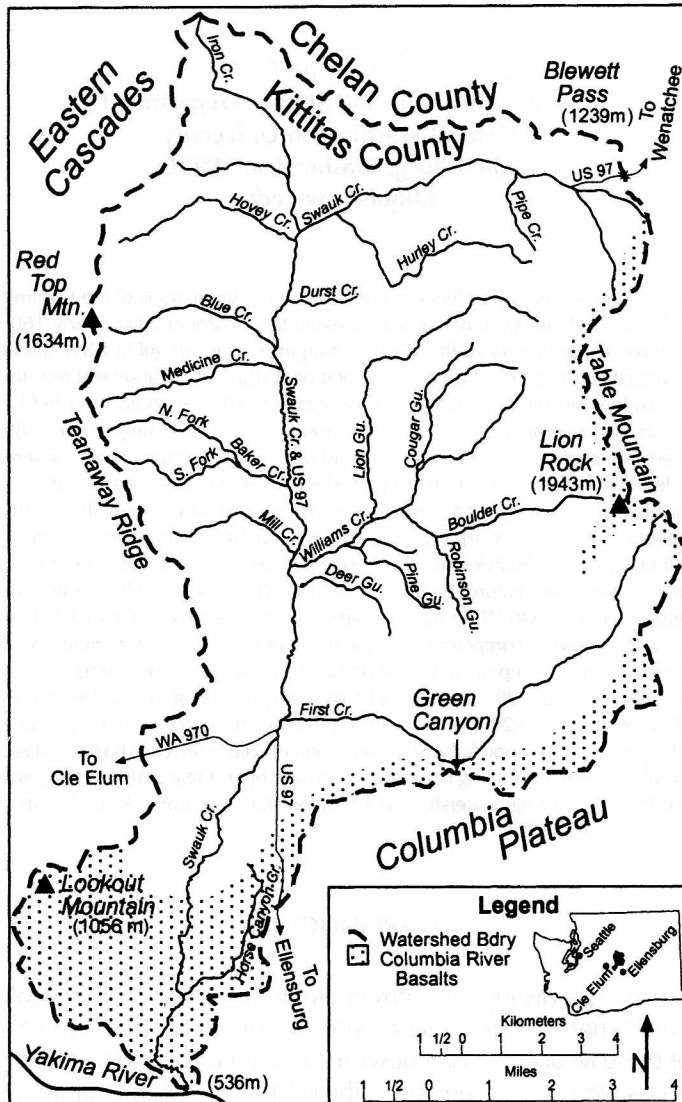 Eastern
Cascades
Iron Cr.
Chelan County
Kittitas County
Blewett
Pass
(1239m)
To
Wenatchee
US 97
Hovey Cr.
Swauk Cr.
Pipe Cr.
Hurley Cr.
Red
Top
Mtn.
(1634m)
Blue Cr.
Durst Cr.
Medicine Cr.
Swauk Cr. & US 97
Table Mountain
Teanaway Ridge
N. Fork
S. Fork
Baker Cr.
Lion Gu.
Cougar Gu.
Lion
Rock
(1943m)
Mill Cr.
Williams Cr.
Boulder Cr.
Deer Gu.
Pine Gu.
Robinson Gu.
First Cr.
Green
Canyon
WA 970
To
Cle Elum
US 97
Columbia
Plateau
Swauk Cr.
Lookout
Mountain
(1056 m)
Horse Canyon Cr.
To
Ellensburg
Yakima River
(536m)
Legend
Watershed Bdry
Columbia River
Basalts
Seattle
Cle Elum
Ellensburg
Kilometers
1 1/2 0 1 2 3 4
Miles
1 1/2 0 1 2 3 4
N